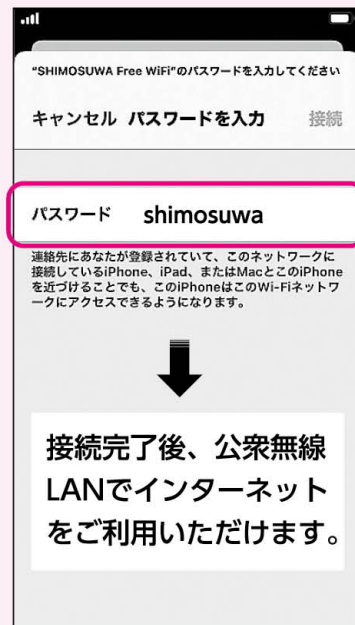 "SHIMOSUWA Free WiFi"のパスワードを入力してください
キャンセル パスワードを入力 接続
パスワード shimosuwa
連絡先にあなたが登録されていて、このネットワークに
接続しているiPhone、iPad、またはMacとこのiPhone
を近づけることでも、このiPhoneはこのWi-Fiネットワ
ークにアクセスできるようになります。
接続完了後、公衆無線
LANでインターネット
をご利用いただけます。